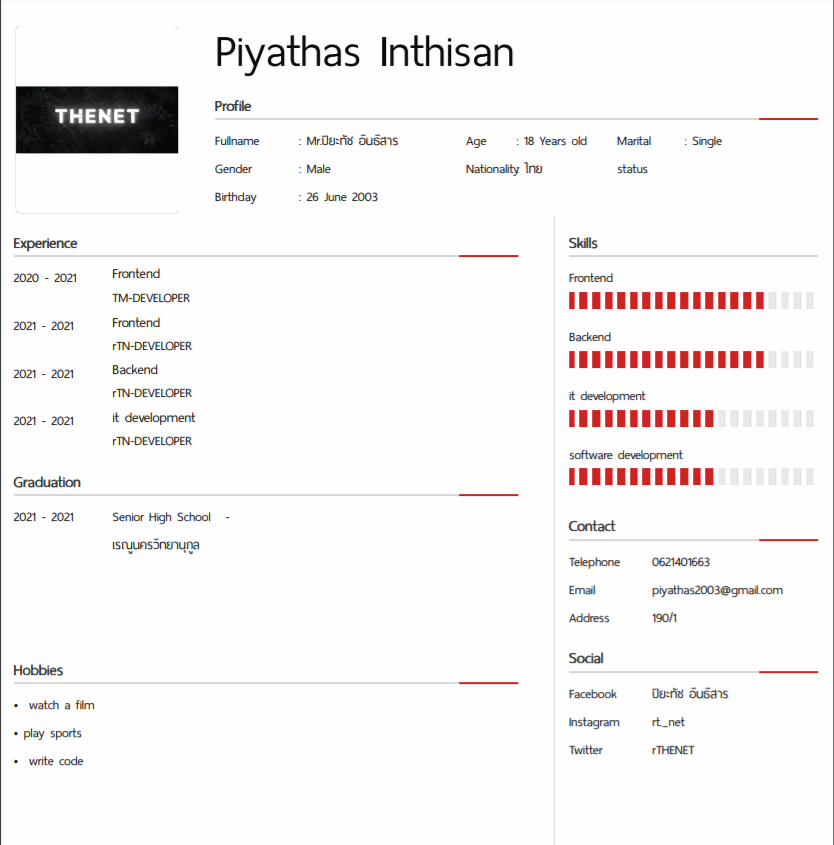 THENET
Piyathas Inthisan
Profile
Fullname : Mr.ปิยะทัช อินธิสาร Age : 18 Years old Marital : Single
Gender : Male Nationality ไทย status
Birthday : 26 June 2003
Experience
2020 - 2021 Frontend
TM-DEVELOPER
2021 - 2021 Frontend
rTN-DEVELOPER
2021 - 2021 Backend
rTN-DEVELOPER
2021 - 2021 it development
rTN-DEVELOPER
Graduation
2021 - 2021 Senior High School -
เรณูนครวิทยานุกูล
Hobbies
• watch a film
• play sports
• write code
Skills
Frontend
Backend
it development
software development
Contact
Telephone 0621401663
Email piyathas2003@gmail.com
Address 190/1
Social
Facebook ปิยะทัช อินธิสาร
Instagram rt_net
Twitter rTHENET